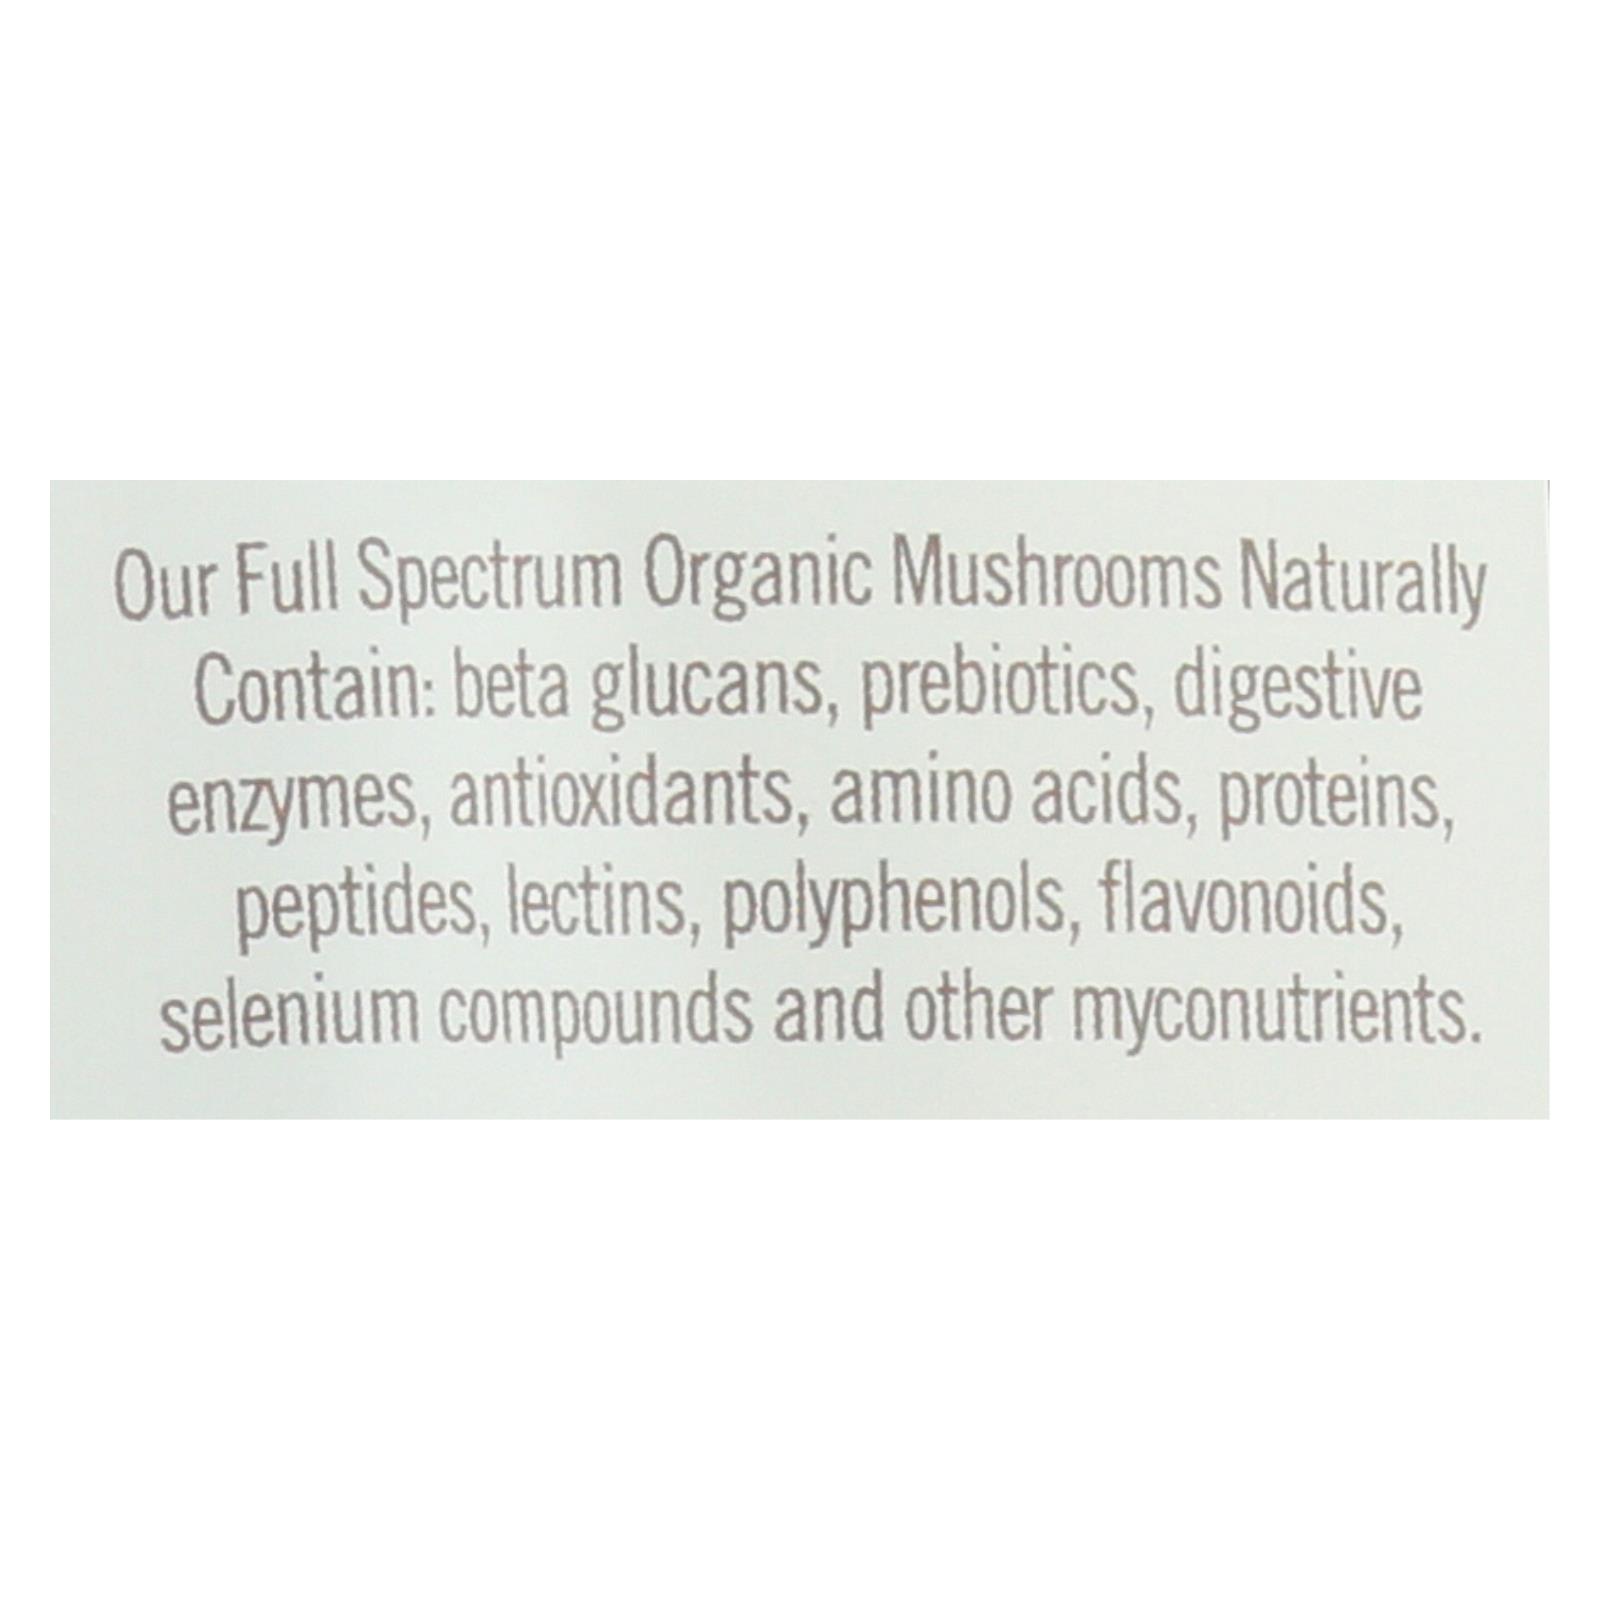 Our Full Spectrum Organic Mushrooms Naturally
Contain: beta glucans, prebiotics, digestive
enzymes, antioxidants, amino acids, proteins,
peptides, lectins, polyphenols, flavonoids,
selenium compounds and other myconutrients.